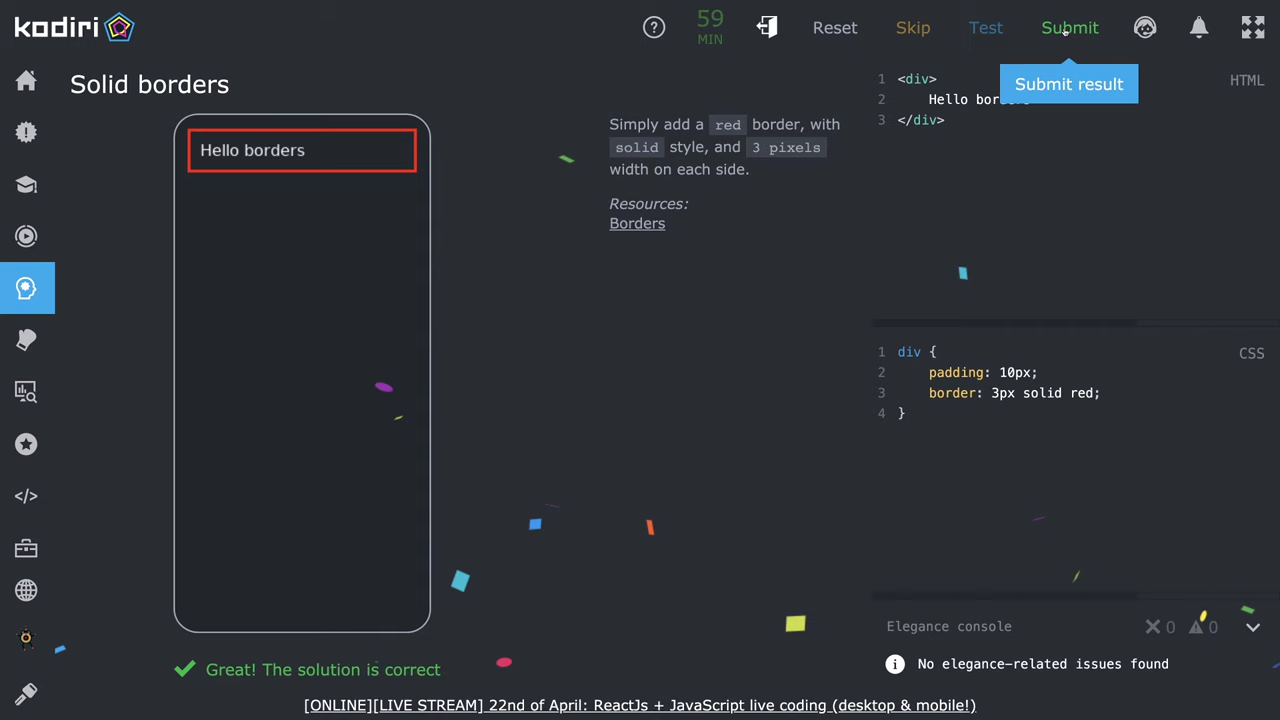 kodiri
59
MIN
Reset
Skip
Test
Submit
Submit result
Solid borders
Hello borders
Simply add a red border, with
solid style, and 3 pixels
width on each side.
Resources:
Borders
HTML
1 <div>
2 Hello borders
3 </div>
CSS
1 div {
2 padding: 10px;
3 border: 3px solid red;
4 }
Elegance console
0
0
No elegance-related issues found
Great! The solution is correct
[ONLINE][LIVE STREAM] 22nd of April: ReactJs + JavaScript live coding (desktop & mobile!)